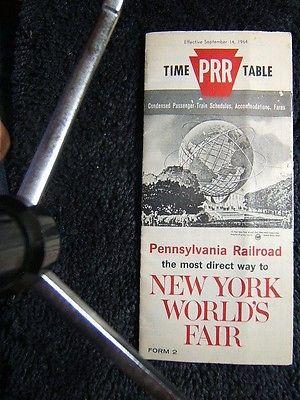 Effective September 14, 1964
TIME PRR TABLE
Condensed Passenger-Train Schedules, Accommodations, Fares
Pennsylvania Railroad
the most direct way to
NEW YORK
WORLD'S
FAIR
FORM 2